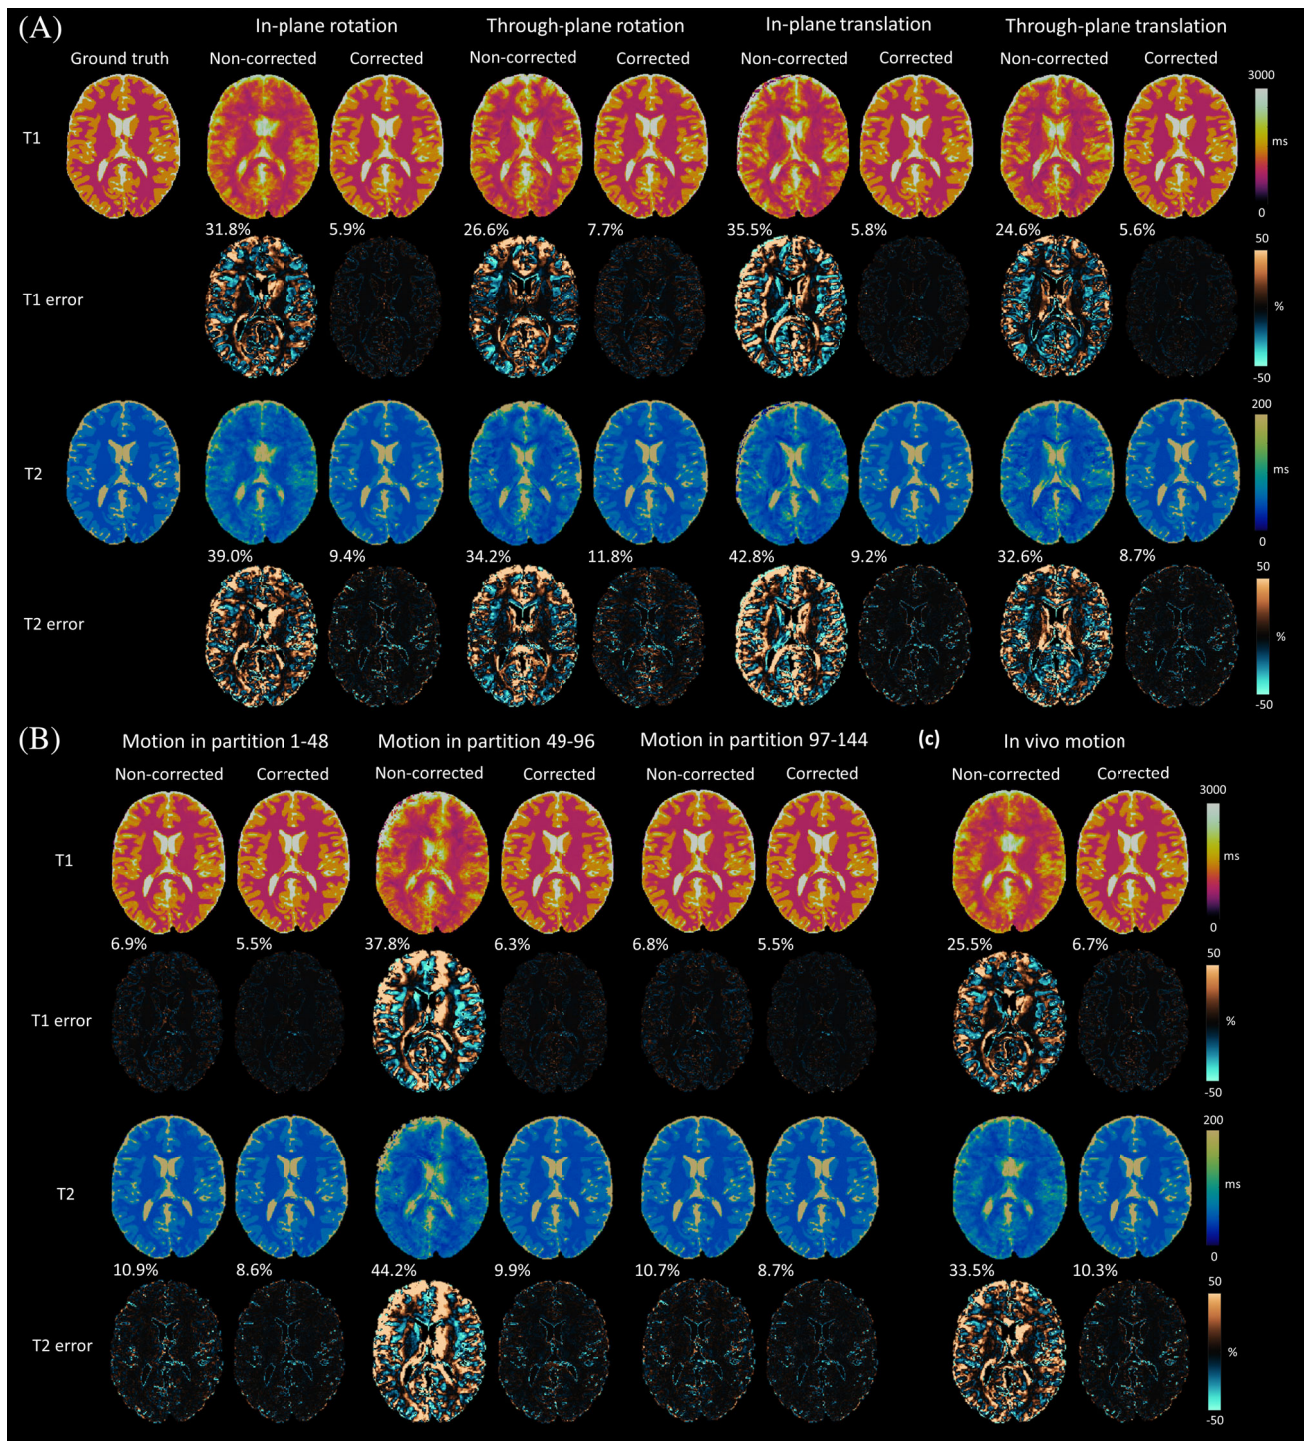 (A)
In-plane rotation Through-plane rotation In-plane translation Through-plane translation
Ground truth Non-corrected Corrected Non-corrected Corrected Non-corrected Corrected Non-corrected Corrected
3000
T1
ms
0
31.8% 5.9% 26.6% 7.7% 35.5% 5.8% 24.6% 5.6%
50
T1 error
%
-50
200
T2
ms
0
39.0% 9.4% 34.2% 11.8% 42.8% 9.2% 32.6% 8.7%
50
T2 error
%
-50
(B) Motion in partition 1-48 Motion in partition 49-96 Motion in partition 97-144 (c) In vivo motion
Non-corrected Corrected Non-corrected Corrected Non-corrected Corrected Non-corrected Corrected
3000
T1
ms
0
6.9% 5.5% 37.8% 6.3% 6.8% 5.5% 25.5% 6.7%
50
T1 error
%
-50
200
T2
ms
0
10.9% 8.6% 44.2% 9.9% 10.7% 8.7% 33.5% 10.3%
50
T2 error
%
-50